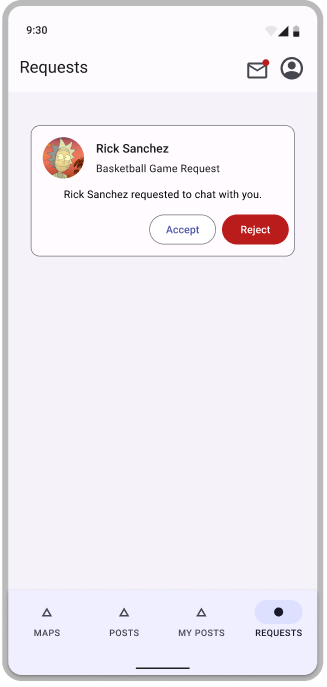 9:30
Requests
Rick Sanchez
Basketball Game Request
Rick Sanchez requested to chat with you.
Accept
Reject
MAPS
POSTS
MY POSTS
REQUESTS